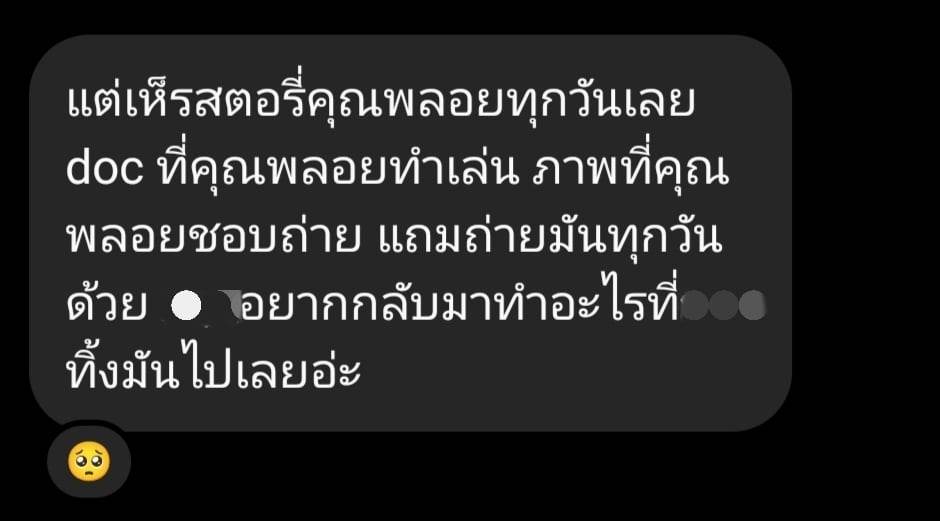 แต่เห็รสตอรี่คุณพลอยทุกวันเลย
doc ที่คุณพลอยทำเล่น ภาพที่คุณ
พลอยชอบถ่าย แถมถ่ายมันทุกวัน
ด้วย อยากกลับมาทำอะไรที่
ทิ้งมันไปเลยอ่ะ